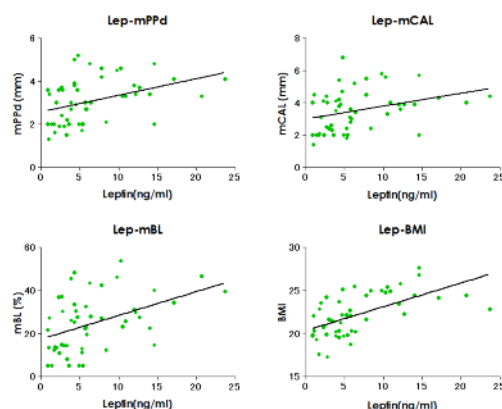 Lep-mPPd
mPPd (mm)
6
4
2
0
0 5 10 15 20 25
Leptin(ng/ml)
Lep-mCAL
mCAL (mm)
8
6
4
2
0
0 5 10 15 20 25
Leptin(ng/ml)
Lep-mBL
mBL (%)
60
40
20
0
0 5 10 15 20 25
Leptin(ng/ml)
Lep-BMI
BMI
30
25
20
15
0 5 10 15 20 25
Leptin(ng/ml)